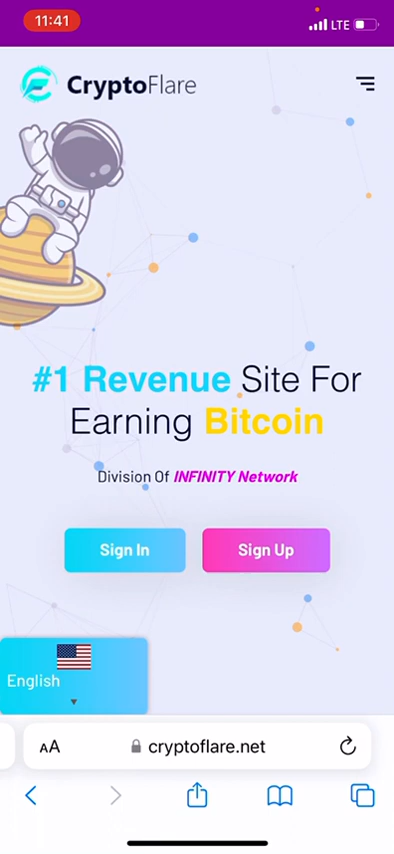 11:41
LTE
CryptoFlare
#1 Revenue Site For
Earning Bitcoin
Division Of INFINITY Network
Sign In
Sign Up
English
AA
cryptoflare.net